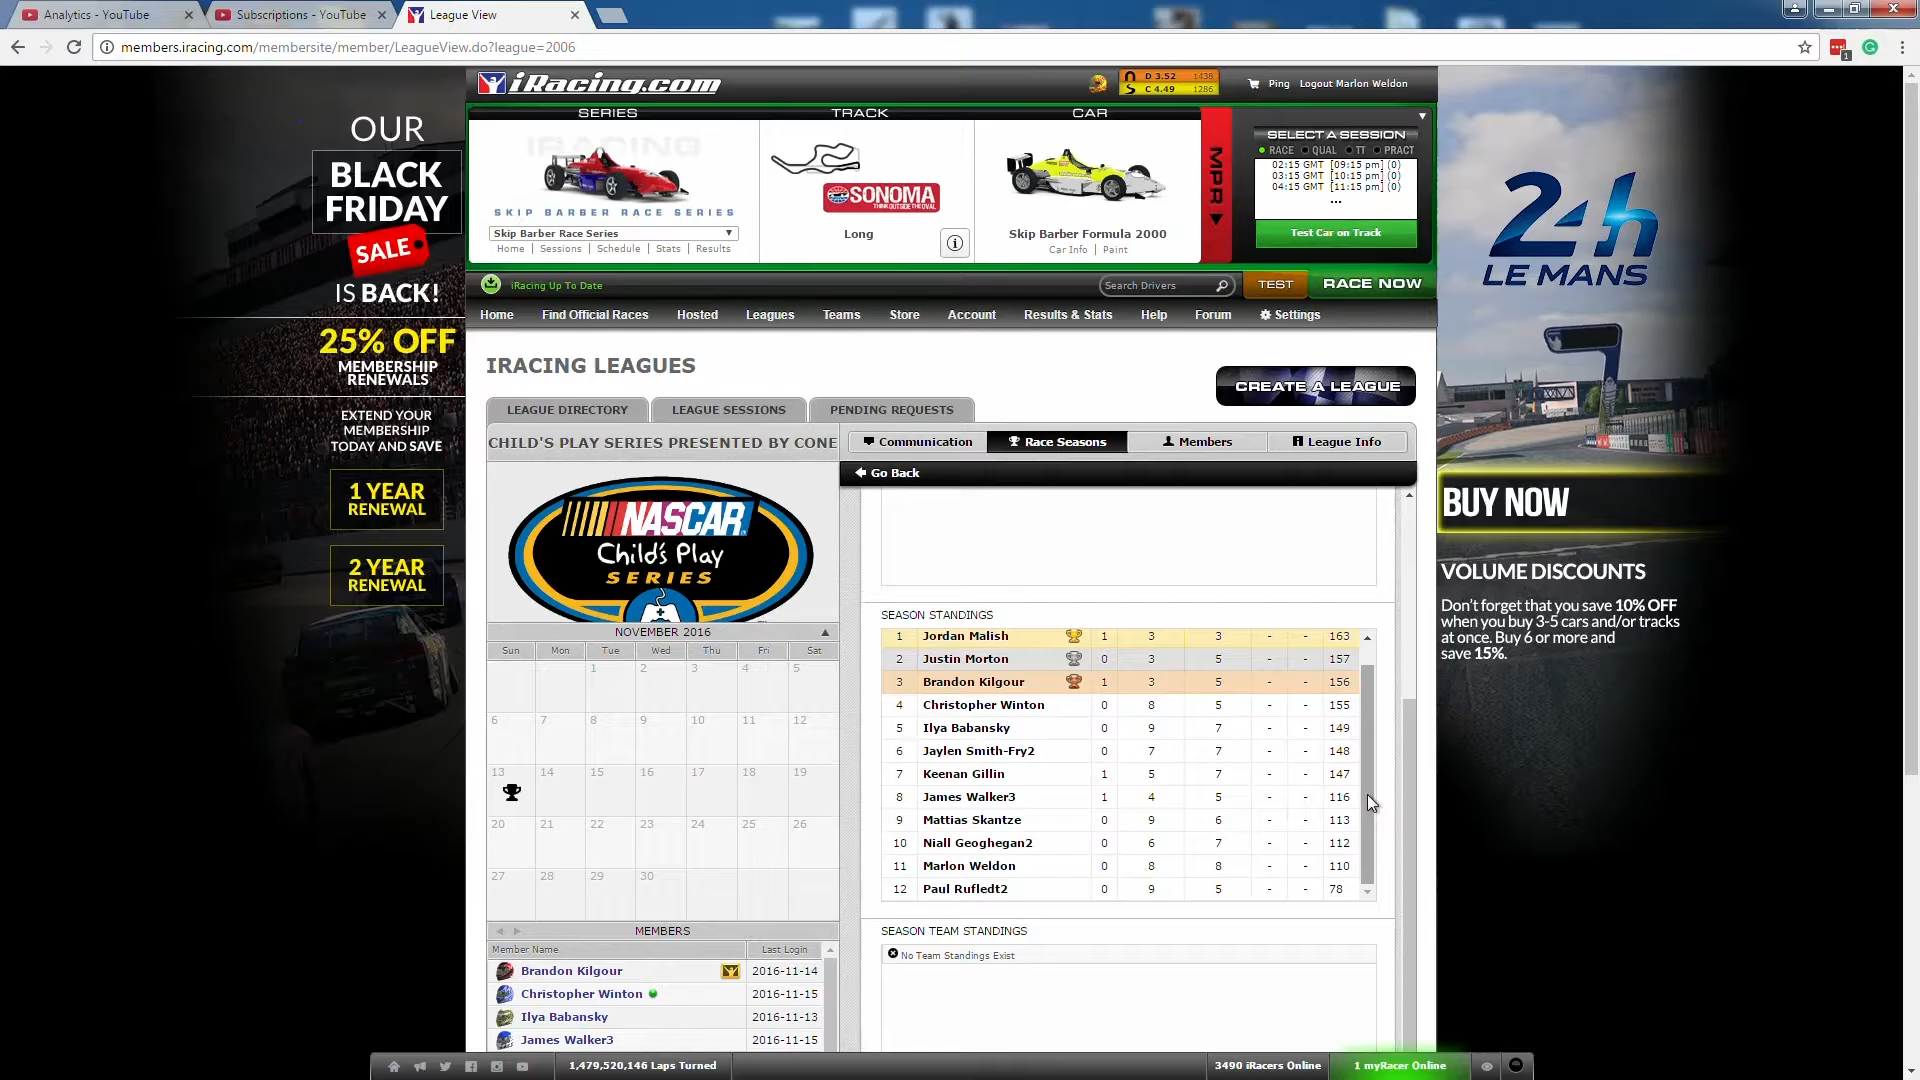 Analytics - YouTube
Subscriptions - YouTube
League View
members.iracing.com/membersite/member/LeagueView.do?league=2006
1
OUR
BLACK
FRIDAY
SALE
IS BACK!
25% OFF
MEMBERSHIP
RENEWALS
EXTEND YOUR
MEMBERSHIP
TODAY AND SAVE
1 YEAR
RENEWAL
2 YEAR
RENEWAL
iRacing.com
D 3.52 1438
C 4.49 1286
Ping Logout Marlon Weldon
SERIES TRACK CAR
IRACING
SKIP BARBER RACE SERIES
Skip Barber Race Series
Home | Sessions | Schedule | Stats | Results
SONOMA
THINK OUTSIDE THE OVAL
Long
Skip Barber Formula 2000
Car Info | Paint
MPR
SELECT A SESSION
RACE QUAL TT PRACT
02:15 GMT [09:15 pm] (0)
03:15 GMT [10:15 pm] (0)
04:15 GMT [11:15 pm] (0)
...
Test Car on Track
iRacing Up To Date
Search Drivers
TEST
RACE NOW
Home Find Official Races Hosted Leagues Teams Store Account Results & Stats Help Forum Settings
IRACING LEAGUES
CREATE A LEAGUE
LEAGUE DIRECTORY LEAGUE SESSIONS PENDING REQUESTS
CHILD'S PLAY SERIES PRESENTED BY CONE
Communication Race Seasons Members League Info
Go Back
NASCAR
Child's Play
SERIES
NOVEMBER 2016
Sun Mon Tue Wed Thu Fri Sat
1 2 3 4 5
6 7 8 9 10 11 12
13 14 15 16 17 18 19
20 21 22 23 24 25 26
27 28 29 30
MEMBERS
Member Name Last Login
Brandon Kilgour 2016-11-14
Christopher Winton 2016-11-15
Ilya Babansky 2016-11-13
James Walker3 2016-11-15
SEASON STANDINGS
1 Jordan Malish 1 3 3 - - 163
2 Justin Morton 0 3 5 - - 157
3 Brandon Kilgour 1 3 5 - - 156
4 Christopher Winton 0 8 5 - - 155
5 Ilya Babansky 0 9 7 - - 149
6 Jaylen Smith-Fry2 0 7 7 - - 148
7 Keenan Gillin 1 5 7 - - 147
8 James Walker3 1 4 5 - - 116
9 Mattias Skantze 0 9 6 - - 113
10 Niall Geoghegan2 0 6 7 - - 112
11 Marlon Weldon 0 8 8 - - 110
12 Paul Rufledt2 0 9 5 - - 78
SEASON TEAM STANDINGS
No Team Standings Exist
24h
LE MANS
BUY NOW
VOLUME DISCOUNTS
Don't forget that you save 10% OFF
when you buy 3-5 cars and/or tracks
at once. Buy 6 or more and
save 15%.
1,479,520,146 Laps Turned
3490 iRacers Online
1 myRacer Online